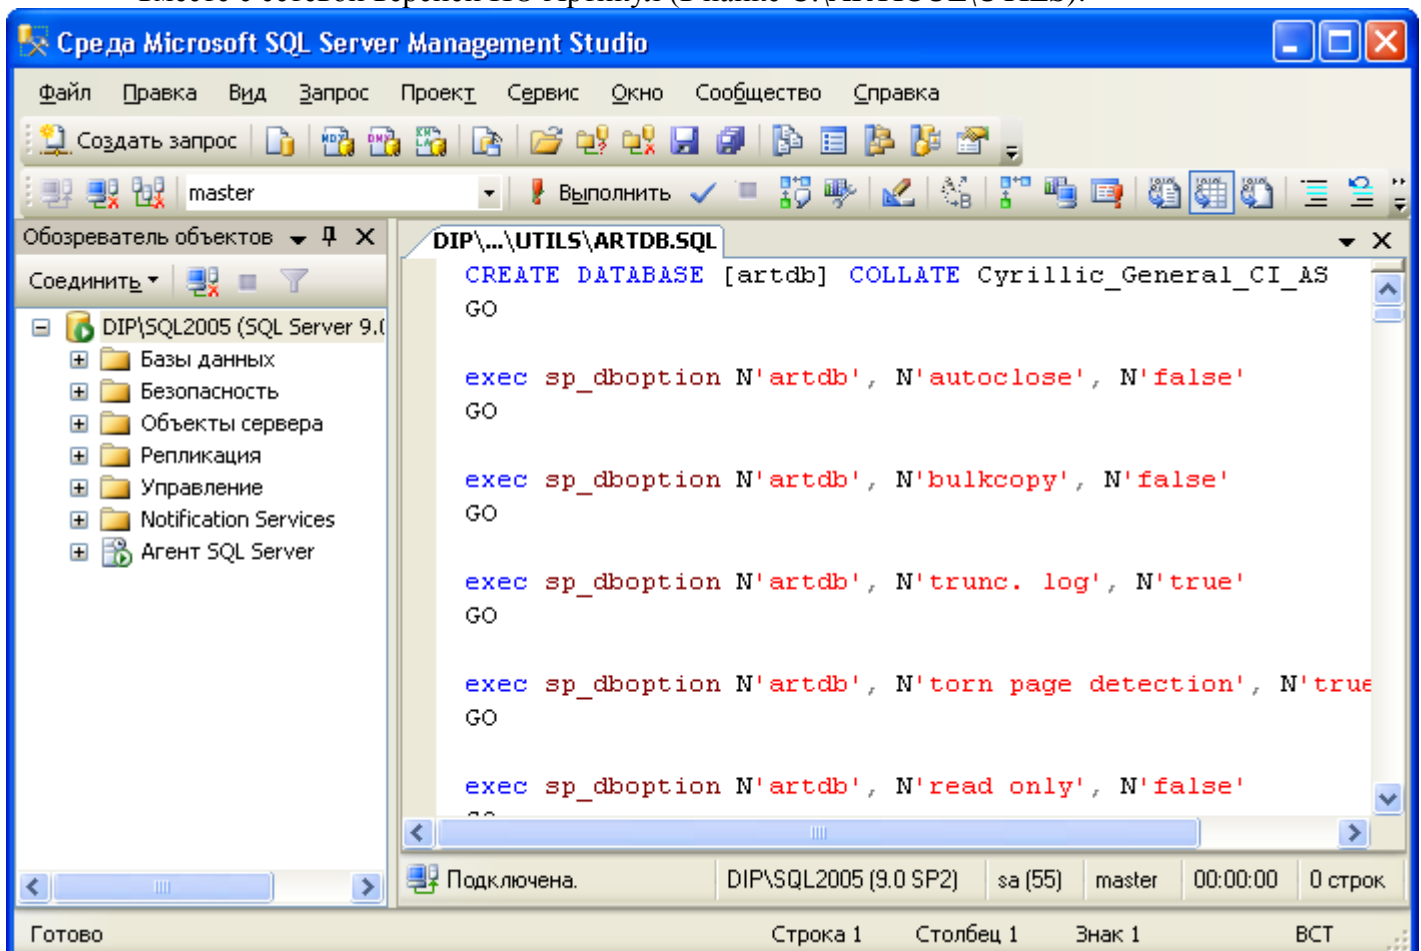 Среда Microsoft SQL Server Management Studio
Файл Правка Вид Запрос Проект Сервис Окно Сообщество Справка
Создать запрос
master Выполнить
Обозреватель объектов
DIP\...\UTILS\ARTDB.SQL
Соединить
DIP\SQL2005 (SQL Server 9.0
Базы данных
Безопасность
Объекты сервера
Репликация
Управление
Notification Services
Агент SQL Server
CREATE DATABASE [artdb] COLLATE Cyrillic_General_CI_AS
GO
exec sp_dboption N'artdb', N'autoclose', N'false'
GO
exec sp_dboption N'artdb', N'bulkcopy', N'false'
GO
exec sp_dboption N'artdb', N'trunc. log', N'true'
GO
exec sp_dboption N'artdb', N'torn page detection', N'true
GO
exec sp_dboption N'artdb', N'read only', N'false'
GO
Подключена. DIP\SQL2005 (9.0 SP2) sa (55) master 00:00:00 0 строк
Готово Строка 1 Столбец 1 Знак 1 ВСТ